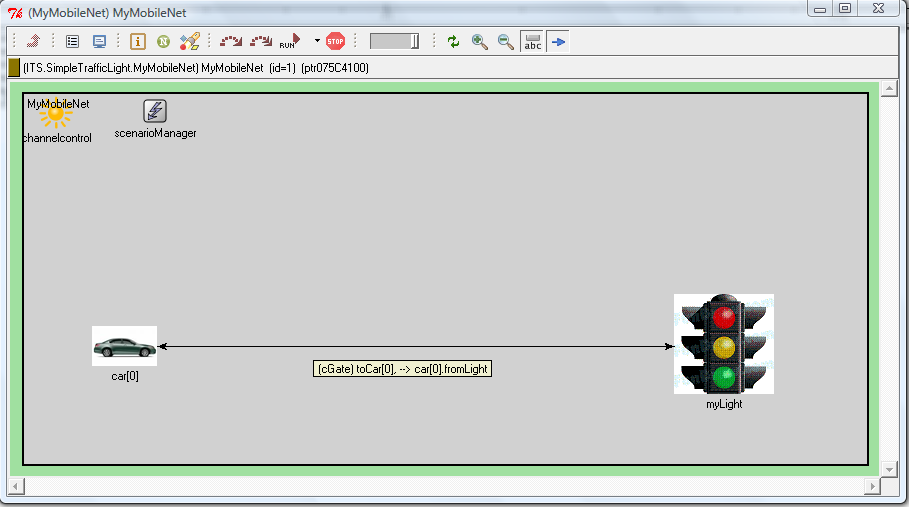 (MyMobileNet) MyMobileNet
i N RUN STOP abc
(ITS.SimpleTrafficLight.MyMobileNet) MyMobileNet (id=1) (ptr075C4100)
MyMobileNet
channelcontrol
scenarioManager
(cGate) toCar[0], --> car[0].fromLight
car[0]
myLight